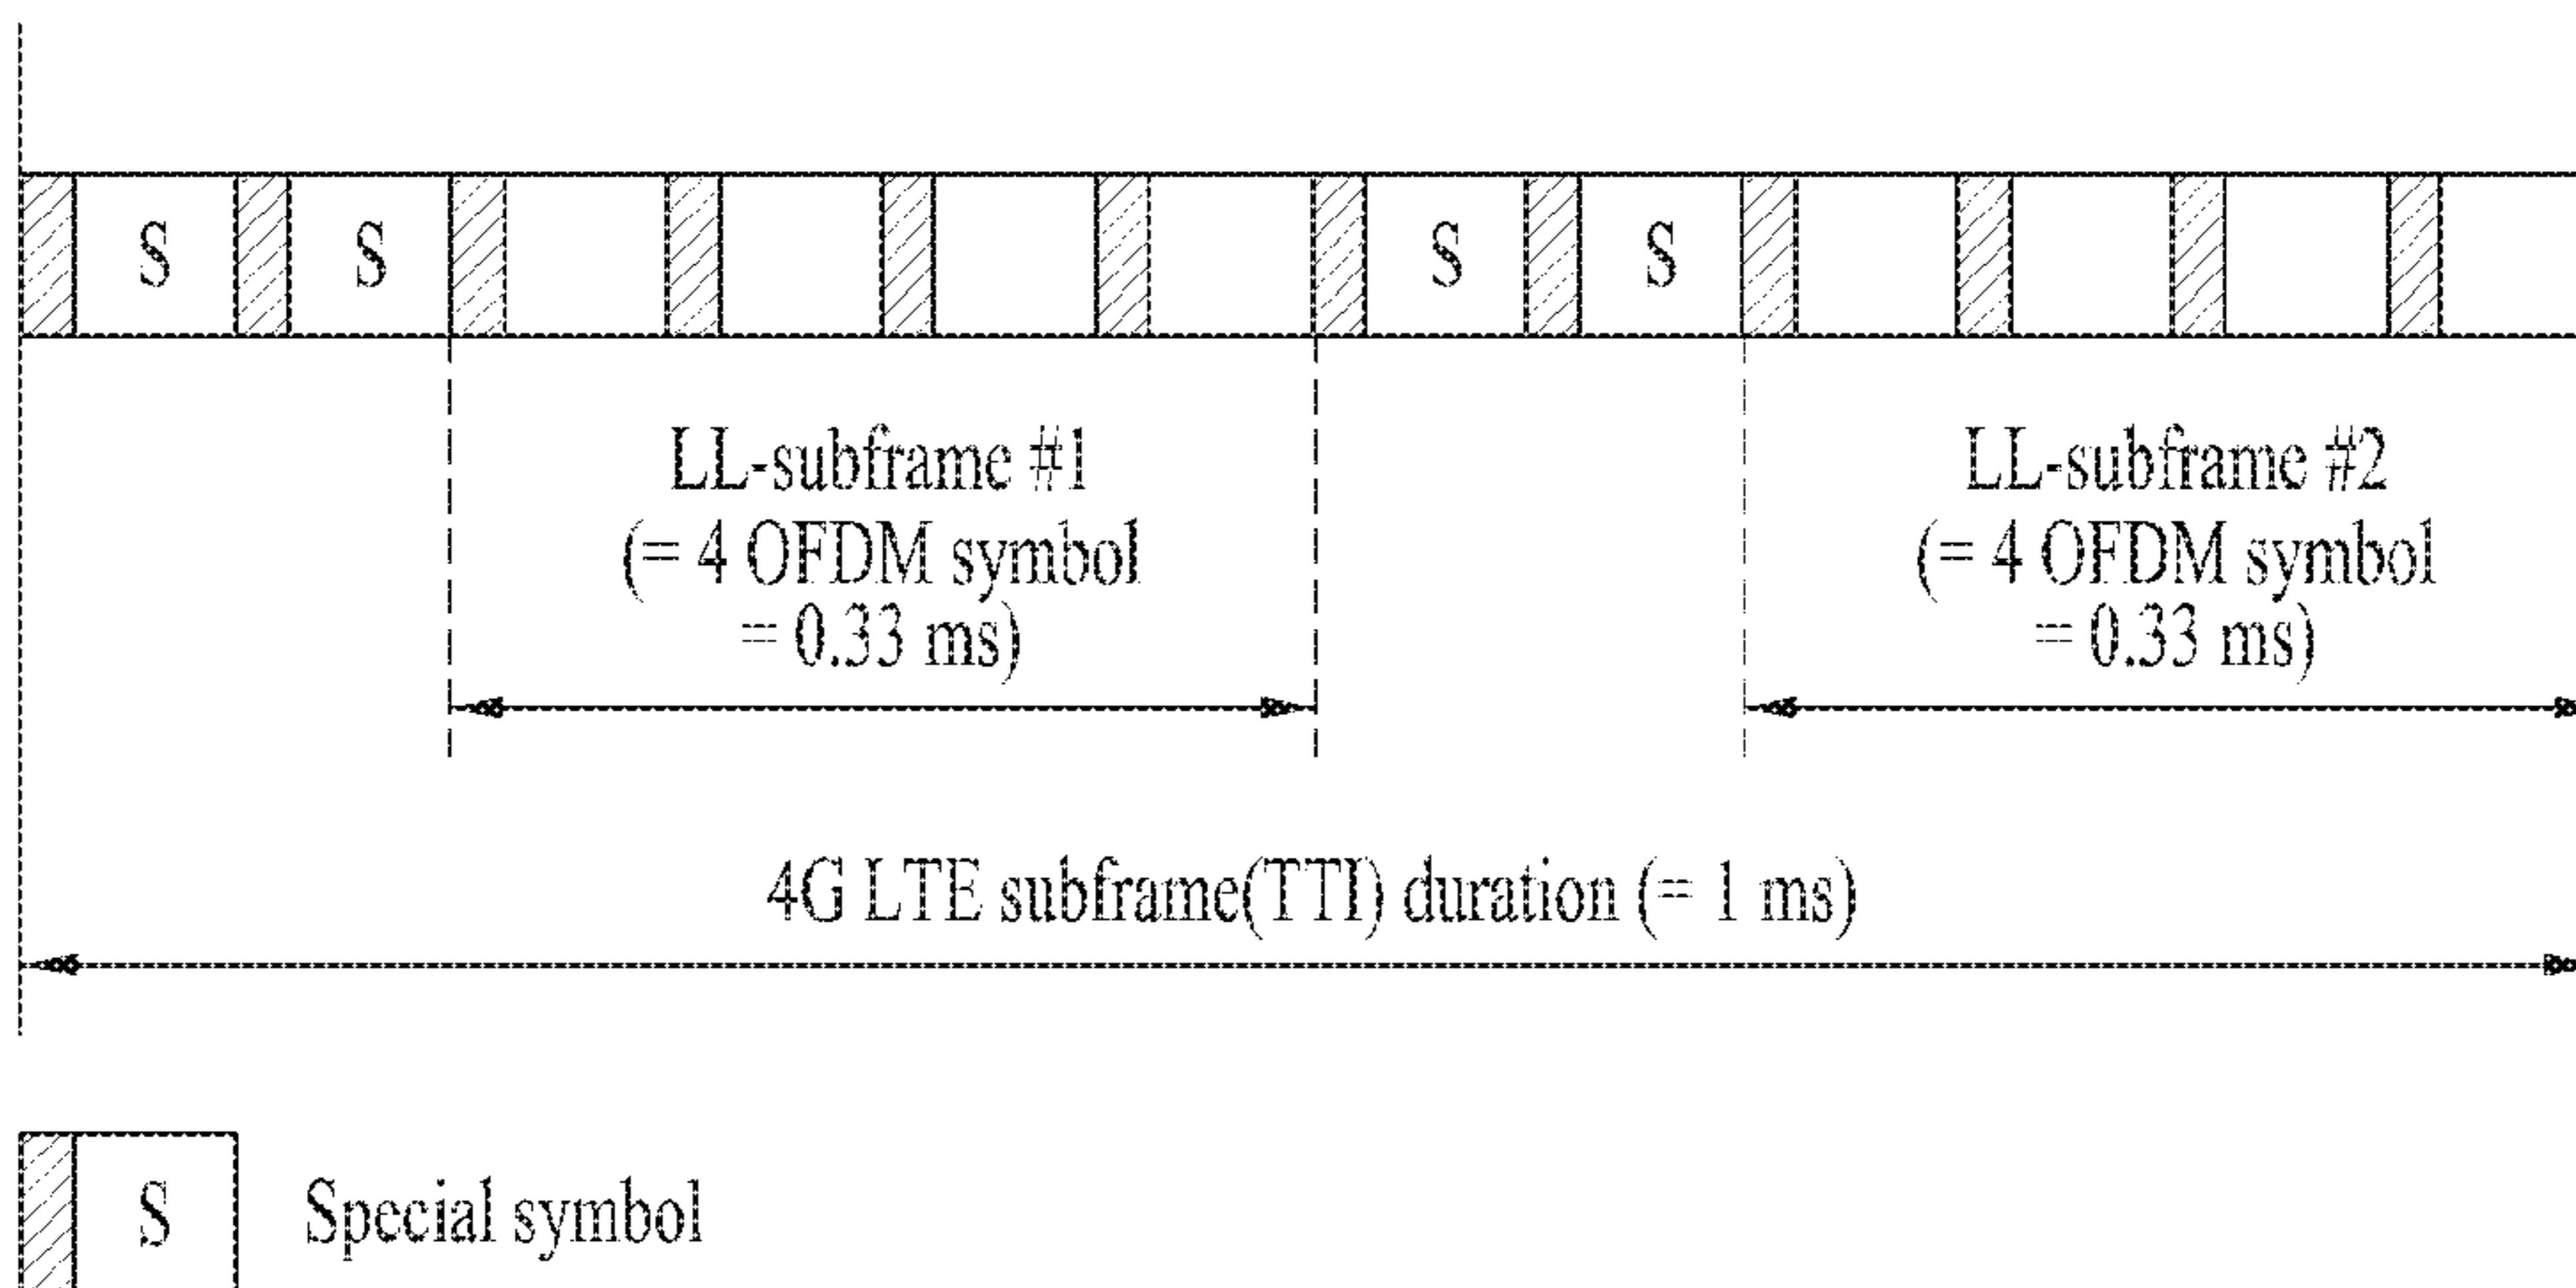 S S S S
LL-subframe #1
(= 4 OFDM symbol
= 0.33 ms)
LL-subframe #2
(= 4 OFDM symbol
= 0.33 ms)
4G LTE subframe(TTI) duration (= 1 ms)
S Special symbol